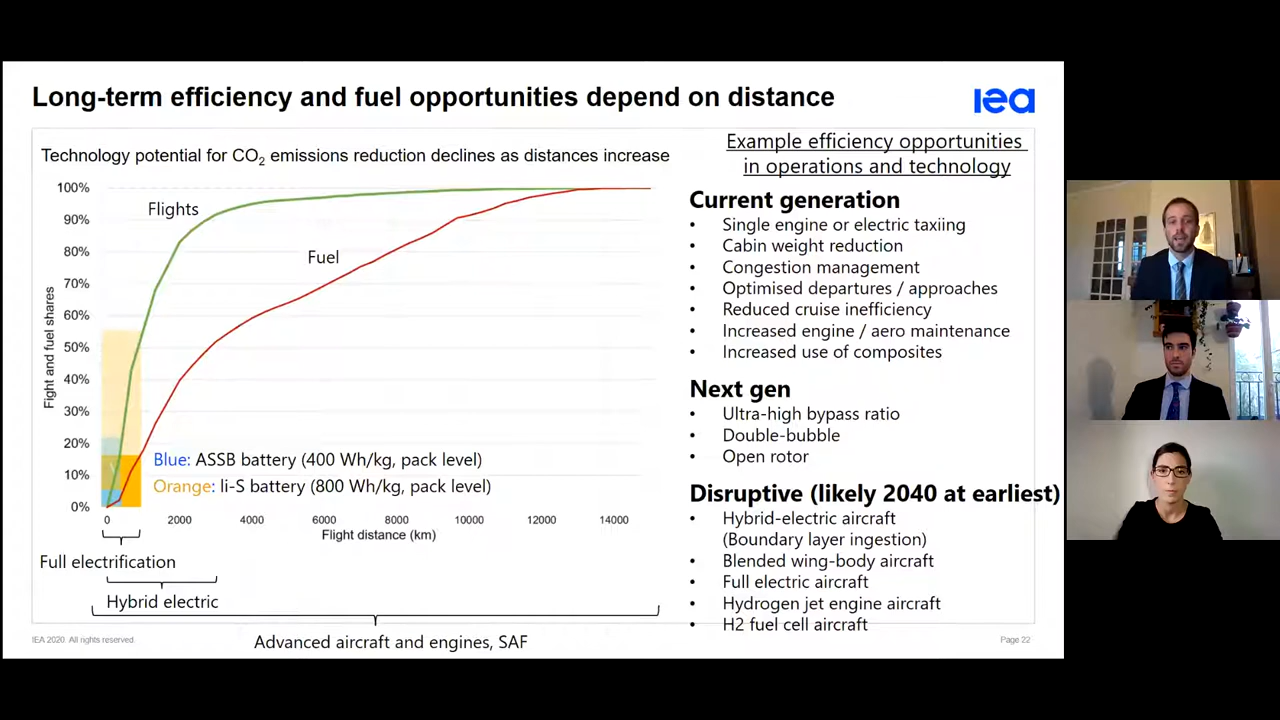 Long-term efficiency and fuel opportunities depend on distance
iea
Technology potential for CO2 emissions reduction declines as distances increase
100%
90%
80%
70%
60%
50%
40%
30%
20%
10%
0%
Fight and fuel shares
Flights
Fuel
Blue: ASSB battery (400 Wh/kg, pack level)
Orange: li-S battery (800 Wh/kg, pack level)
0 2000 4000 6000 8000 10000 12000 14000
Flight distance (km)
Full electrification
Hybrid electric
Advanced aircraft and engines, SAF
Example efficiency opportunities
in operations and technology
Current generation
• Single engine or electric taxiing
• Cabin weight reduction
• Congestion management
• Optimised departures / approaches
• Reduced cruise inefficiency
• Increased engine / aero maintenance
• Increased use of composites
Next gen
• Ultra-high bypass ratio
• Double-bubble
• Open rotor
Disruptive (likely 2040 at earliest)
• Hybrid-electric aircraft
(Boundary layer ingestion)
• Blended wing-body aircraft
• Full electric aircraft
• Hydrogen jet engine aircraft
• H2 fuel cell aircraft
IEA 2020. All rights reserved.
Page 22